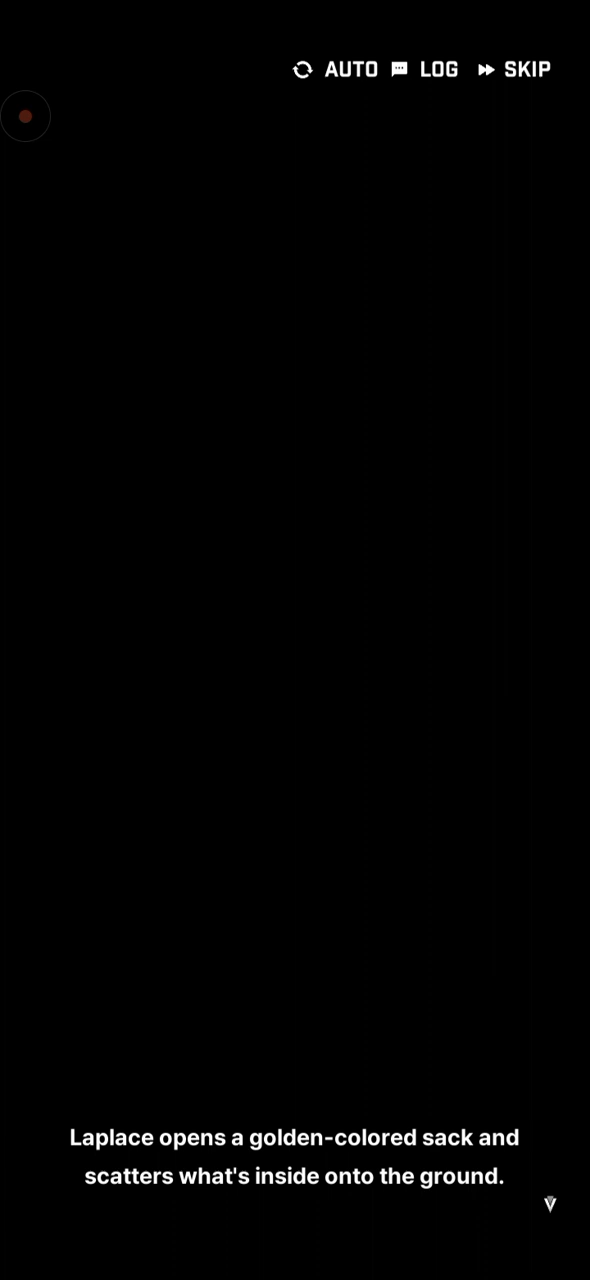 AUTO LOG SKIP
Laplace opens a golden-colored sack and
scatters what's inside onto the ground.